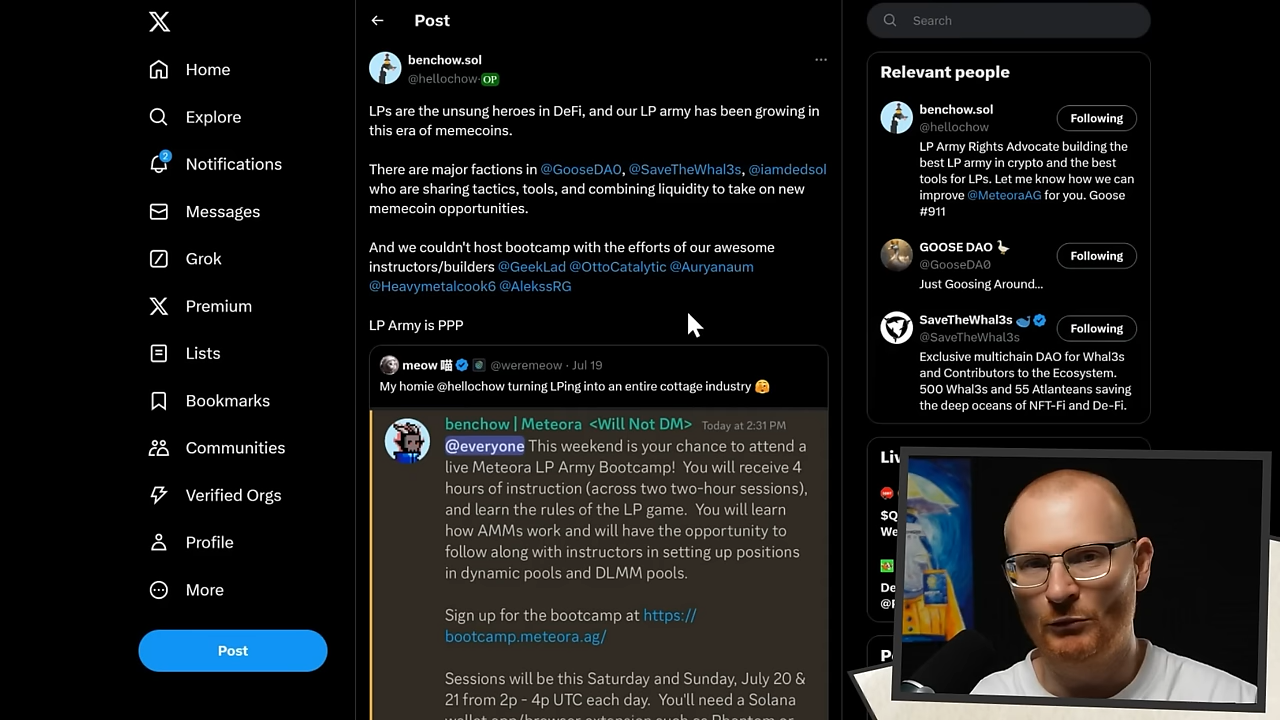 Home
Explore
2
Notifications
Messages
Grok
Premium
Lists
Bookmarks
Communities
Verified Orgs
Profile
More
Post
Post
benchow.sol
@hellochow· OP
LPs are the unsung heroes in DeFi, and our LP army has been growing in
this era of memecoins.
There are major factions in @GooseDA0, @SaveTheWhal3s, @iamdedsol
who are sharing tactics, tools, and combining liquidity to take on new
memecoin opportunities.
And we couldn't host bootcamp with the efforts of our awesome
instructors/builders @GeekLad @OttoCatalytic @Auryanaum
@Heavymetalcook6 @AlekssRG
LP Army is PPP
meow 喵 @weremeow · Jul 19
My homie @hellochow turning LPing into an entire cottage industry
benchow | Meteora <Will Not DM> Today at 2:31 PM
@everyone This weekend is your chance to attend a
live Meteora LP Army Bootcamp! You will receive 4
hours of instruction (across two two-hour sessions),
and learn the rules of the LP game. You will learn
how AMMs work and will have the opportunity to
follow along with instructors in setting up positions
in dynamic pools and DLMM pools.
Sign up for the bootcamp at https://
bootcamp.meteora.ag/
Sessions will be this Saturday and Sunday, July 20 &
21 from 2p - 4p UTC each day. You'll need a Solana
wallet app/browser extension such as Phantom or
Search
Relevant people
benchow.sol
@hellochow
Following
LP Army Rights Advocate building the
best LP army in crypto and the best
tools for LPs. Let me know how we can
improve @MeteoraAG for you. Goose
#911
GOOSE DAO
@GooseDA0
Following
Just Goosing Around...
SaveTheWhal3s
@SaveTheWhal3s
Following
Exclusive multichain DAO for Whal3s
and Contributors to the Ecosystem.
500 Whal3s and 55 Atlanteans saving
the deep oceans of NFT-Fi and De-Fi.